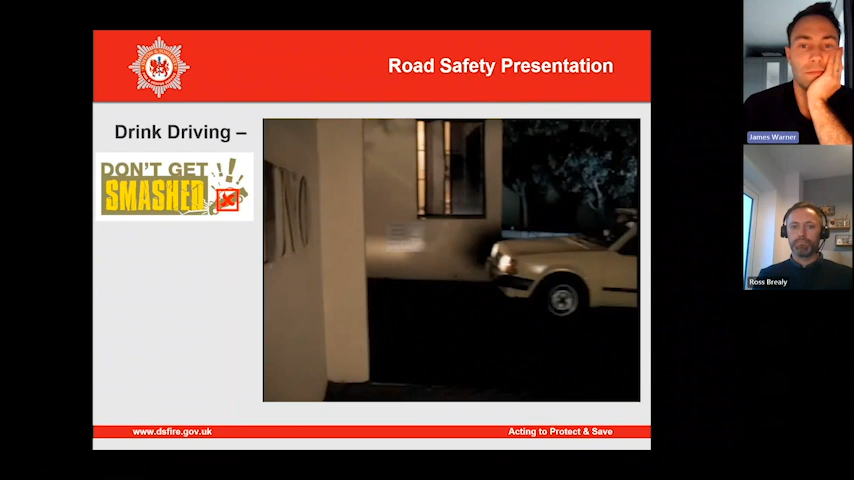 Road Safety Presentation
Drink Driving –
DON'T GET
SMASHED
www.dsfire.gov.uk
Acting to Protect & Save
James Warner
Ross Brealy